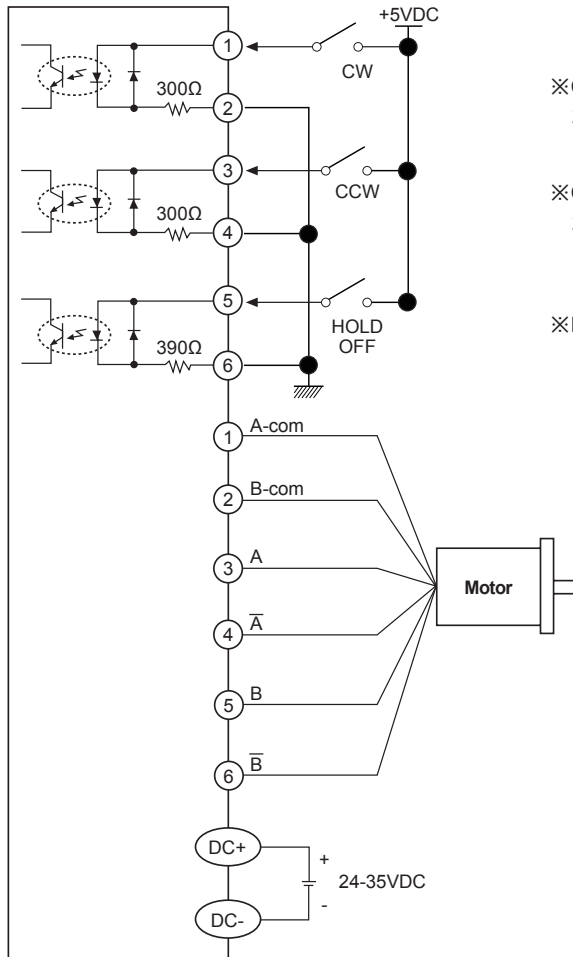 +5VDC
1
CW
300Ω
2
※
3
CCW
300Ω
4
※
5
HOLD
OFF
390Ω
6
※
1 A-com
2 B-com
3 A
Motor
4 A̅
5 B
6 B̅
DC+
+
24-35VDC
-
DC-